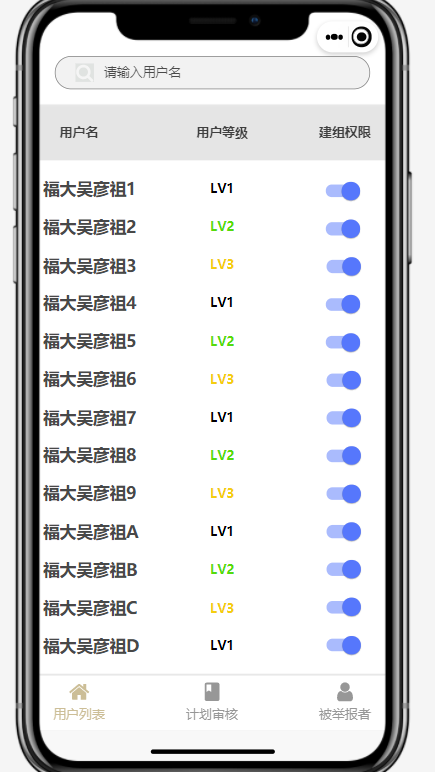 请输入用户名
用户名 用户等级 建组权限
福大吴彦祖1 LV1
福大吴彦祖2 LV2
福大吴彦祖3 LV3
福大吴彦祖4 LV1
福大吴彦祖5 LV2
福大吴彦祖6 LV3
福大吴彦祖7 LV1
福大吴彦祖8 LV2
福大吴彦祖9 LV3
福大吴彦祖A LV1
福大吴彦祖B LV2
福大吴彦祖C LV3
福大吴彦祖D LV1
用户列表 计划审核 被举报者